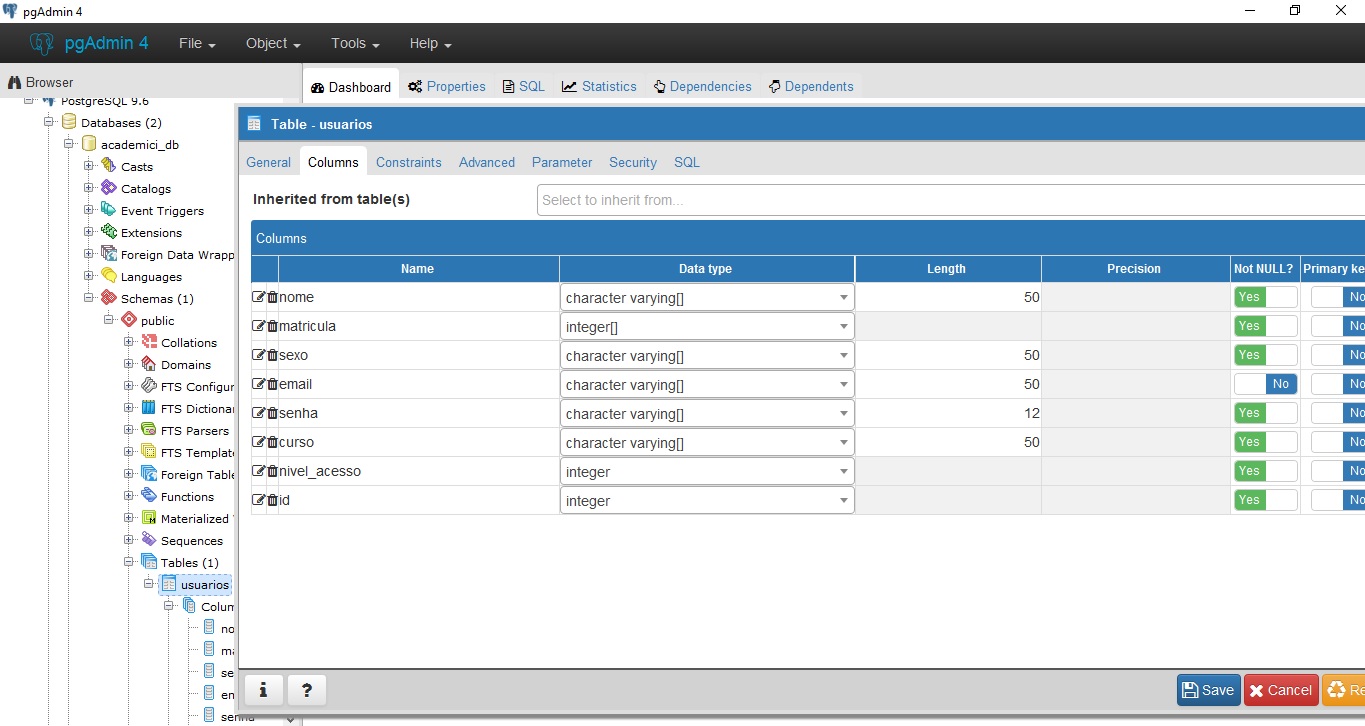 pgAdmin 4
pgAdmin 4 File Object Tools Help
Browser
Dashboard Properties SQL Statistics Dependencies Dependents
PostgreSQL 9.6
Databases (2)
academici_db
Casts
Catalogs
Event Triggers
Extensions
Foreign Data Wrapp
Languages
Schemas (1)
public
Collations
Domains
FTS Configur
FTS Dictionar
FTS Parsers
FTS Template
Foreign Table
Functions
Materialized
Sequences
Tables (1)
usuarios
Colum
no
ma
se
en
senha
Table - usuarios
General Columns Constraints Advanced Parameter Security SQL
Inherited from table(s) Select to inherit from...
Columns
Name Data type Length Precision Not NULL? Primary ke
nome character varying[] 50 Yes No
matricula integer[] Yes No
sexo character varying[] 50 Yes No
email character varying[] 50 No No
senha character varying[] 12 Yes No
curso character varying[] 50 Yes No
nivel_acesso integer Yes No
id integer Yes No
i ? Save Cancel Re